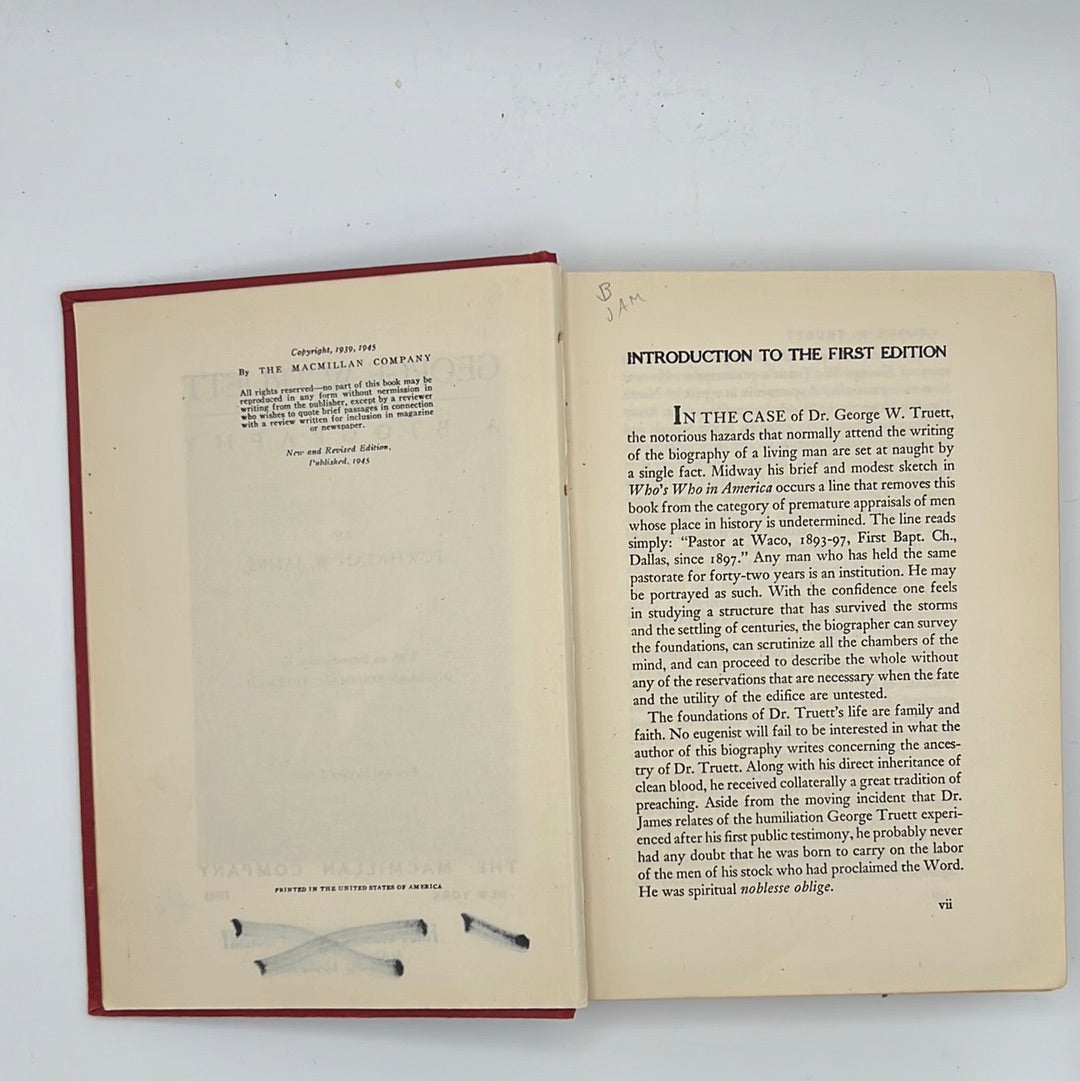 Copyright, 1939, 1945
By THE MACMILLAN COMPANY
All rights reserved—no part of this book may be
reproduced in any form without permission in
writing from the publisher, except by a reviewer
who wishes to quote brief passages in connection
with a review written for inclusion in magazine
or newspaper.
New and Revised Edition,
Published, 1945
THE MACMILLAN COMPANY
PRINTED IN THE UNITED STATES OF AMERICA
B
JAM
INTRODUCTION TO THE FIRST EDITION
IN THE CASE of Dr. George W. Truett,
the notorious hazards that normally attend the writing
of the biography of a living man are set at naught by
a single fact. Midway his brief and modest sketch in
Who's Who in America occurs a line that removes this
book from the category of premature appraisals of men
whose place in history is undetermined. The line reads
simply: “Pastor at Waco, 1893-97, First Bapt. Ch.,
Dallas, since 1897.” Any man who has held the same
pastorate for forty-two years is an institution. He may
be portrayed as such. With the confidence one feels
in studying a structure that has survived the storms
and the settling of centuries, the biographer can survey
the foundations, can scrutinize all the chambers of the
mind, and can proceed to describe the whole without
any of the reservations that are necessary when the fate
and the utility of the edifice are untested.
The foundations of Dr. Truett's life are family and
faith. No eugenist will fail to be interested in what the
author of this biography writes concerning the ances-
try of Dr. Truett. Along with his direct inheritance of
clean blood, he received collaterally a great tradition of
preaching. Aside from the moving incident that Dr.
James relates of the humiliation George Truett experi-
enced after his first public testimony, he probably never
had any doubt that he was born to carry on the labor
of the men of his stock who had proclaimed the Word.
He was spiritual noblesse oblige.
vii